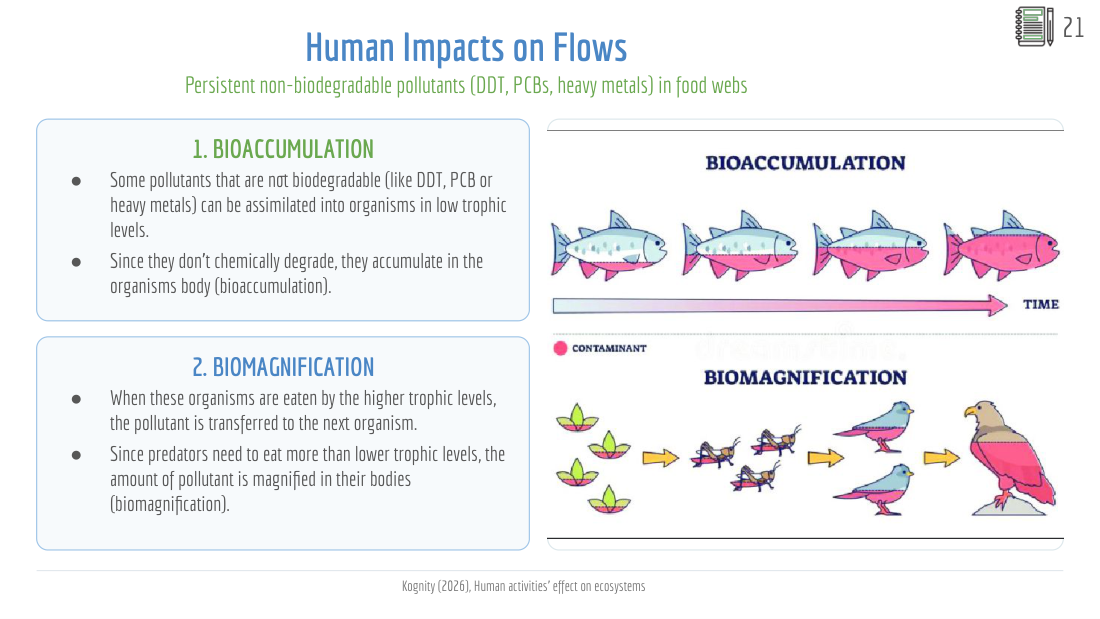 21
Human Impacts on Flows
Persistent non-biodegradable pollutants (DDT, PCBs, heavy metals) in food webs
1. BIOACCUMULATION
● Some pollutants that are not biodegradable (like DDT, PCB or
heavy metals) can be assimilated into organisms in low trophic
levels.
● Since they don't chemically degrade, they accumulate in the
organisms body (bioaccumulation).
2. BIOMAGNIFICATION
● When these organisms are eaten by the higher trophic levels,
the pollutant is transferred to the next organism.
● Since predators need to eat more than lower trophic levels, the
amount of pollutant is magnified in their bodies
(biomagnification).
BIOACCUMULATION
TIME
CONTAMINANT
dreamstime.
BIOMAGNIFICATION
Kognity (2026), Human activities' effect on ecosystems